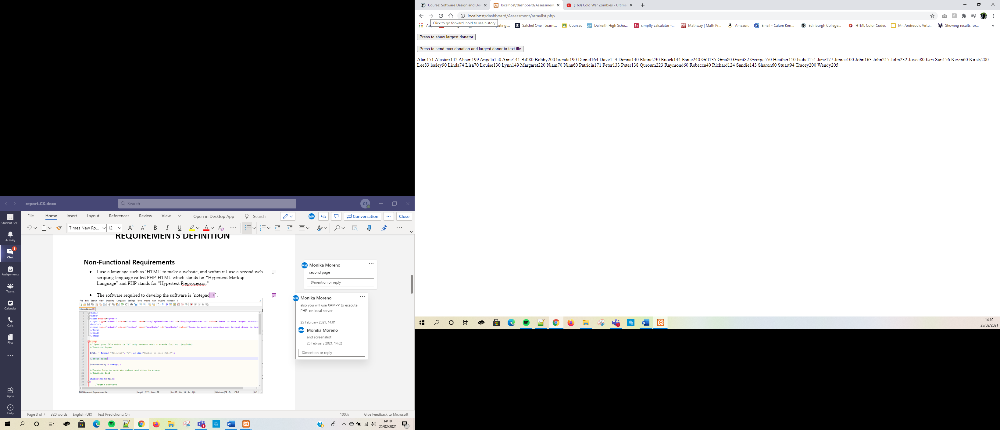 Course: Software Design and De
localhost/dashboard/Assessment
(160) Cold War Zombies - Ultima
localhost/dashboard/Assessment/arraylist.php
Click to go forward, hold to see history
Satchel One | Learni...
Courses
Dalkeith High Scho...
simplfy calculator -...
Mathway | Math Pr...
Amazon.
Email - Calum Kerr...
Edinburgh College...
HTML Color Codes
Mr. Andreou's Virtu...
Showing results for...
Press to show largest donator
Press to send max donation and largest donor to text file
Alan151 Alastair142 Alison199 Angela150 Anne141 Bill80 Bobby200 brenda190 Daniel164 Dave153 Donna140 Elaine230 Enock144 Esme240 Gill135 Gina80 Grant82 George550 Heather110 Isobel151 Jane177 Janice100 John163 John215 John232 Joyce80 Ken Sun156 Kevin60 Kirsty200
Lee83 lesley90 Linda74 Lisa70 Louise130 Lynn149 Margaret220 Niam70 Nina60 Patricia171 Peter133 Peter138 Quroum223 Raymond60 Rebecca40 Richard124 Sandie143 Sharon60 Stuart94 Tracey200 Wendy205
14:10
25/02/2021
report-CK.docx
Search
CE
File Home Insert Layout References Review View Open in Desktop App Search
MM
Conversation
Close
Times New Ro... 12
Student Ser...
Activity
Chat
1
Assignments
Teams
Calendar
Calls
Files
Apps
Help
REQUIREMENTS DEFINITION
Non-Functional Requirements
I use a language such as ‘HTML’ to make a website, and within it I use a second web
scripting language called PHP. HTML which stands for “Hypertext Markup
Language” and PHP stands for "Hypertext Preprocessor."
The software required to develop the software is ‘notepad++’.
File Edit Search View Encoding Language Settings Tools Macro Run Plugins Window ?
arraylist.php
<html>
<head>
<form method="post">
<input type="submit" class="button" name="displayNameDonation" id="displayNameDonation" value="Press to show largest donator"
<br><br>
<input type="submit" class="button" name="sendData" id="sendData" value="Press to send max donation and largest donor to tex
</form>
</head>
</html>
<?php
// Open your file which is "r" only -search what r stands for, or …(explain)
//function fopen
$file = fopen( "file.txt", "r") or die("Unable to open file!");
//store array
$valuesArray = array();
//Create loop to separate values and store in array.
//function feof
while(!feof($file))
{
//fgets function
PHP Hypertext Preprocessor file length : 2,155 lines : 89 Ln : 17 Col : 14 Sel : 0 | 0 Windows (CR LF) UTF-8 INS
MM Monika Moreno
second page
@mention or reply
MM Monika Moreno
also you will use XAMPP to execute
PHP on local server
25 February 2021, 14:01
MM Monika Moreno
and screenshot
25 February 2021, 14:02
@mention or reply
Page 3 of 7 320 words English (UK) Text Predictions: On
100% Give Feedback to Microsoft
14:10
25/02/2021